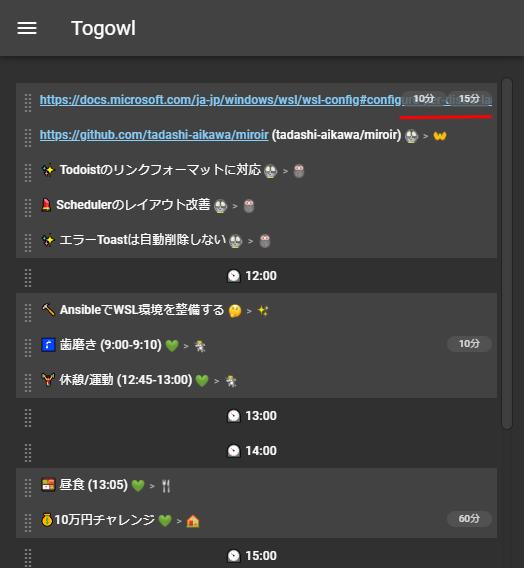 Togowl
https://docs.microsoft.com/ja-jp/windows/wsl/wsl-config#config 10分 15分
https://github.com/tadashi-aikawa/miroir (tadashi-aikawa/miroir) >
Todoistのリンクフォーマットに対応 >
Schedulerのレイアウト改善 >
エラーToastは自動削除しない >
12:00
AnsibleでWSL環境を整備する >
歯磨き (9:00-9:10) > 10分
休憩/運動 (12:45-13:00) >
13:00
14:00
昼食 (13:05) >
10万円チャレンジ > 60分
15:00